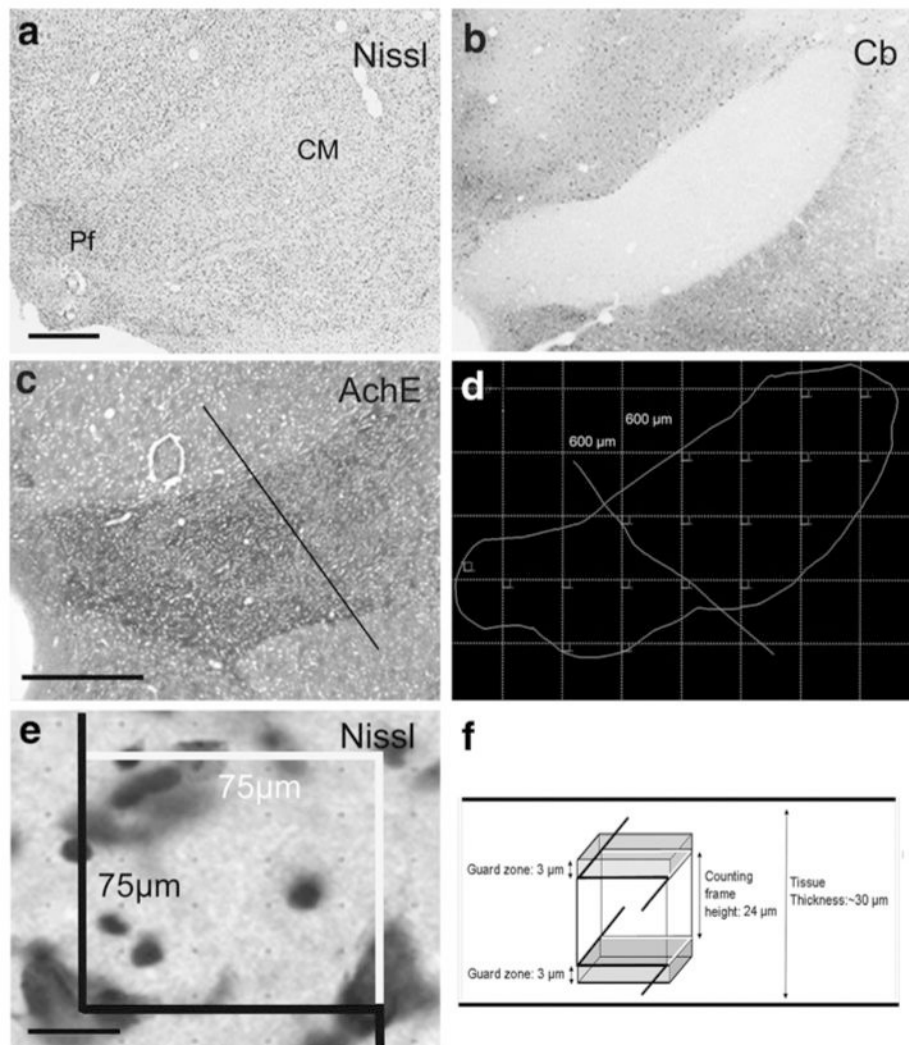 a
Nissl
CM
Pf
b
Cb
c
AchE
d
600 µm
600 µm
e
Nissl
75µm
75µm
f
Guard zone: 3 µm
Counting
frame
height: 24 µm
Tissue
Thickness:~30 µm
Guard zone: 3 µm